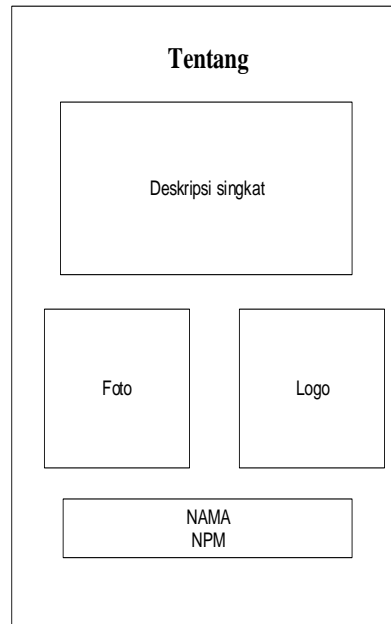 Tentang
Deskripsi singkat
Foto
Logo
NAMA
NPM